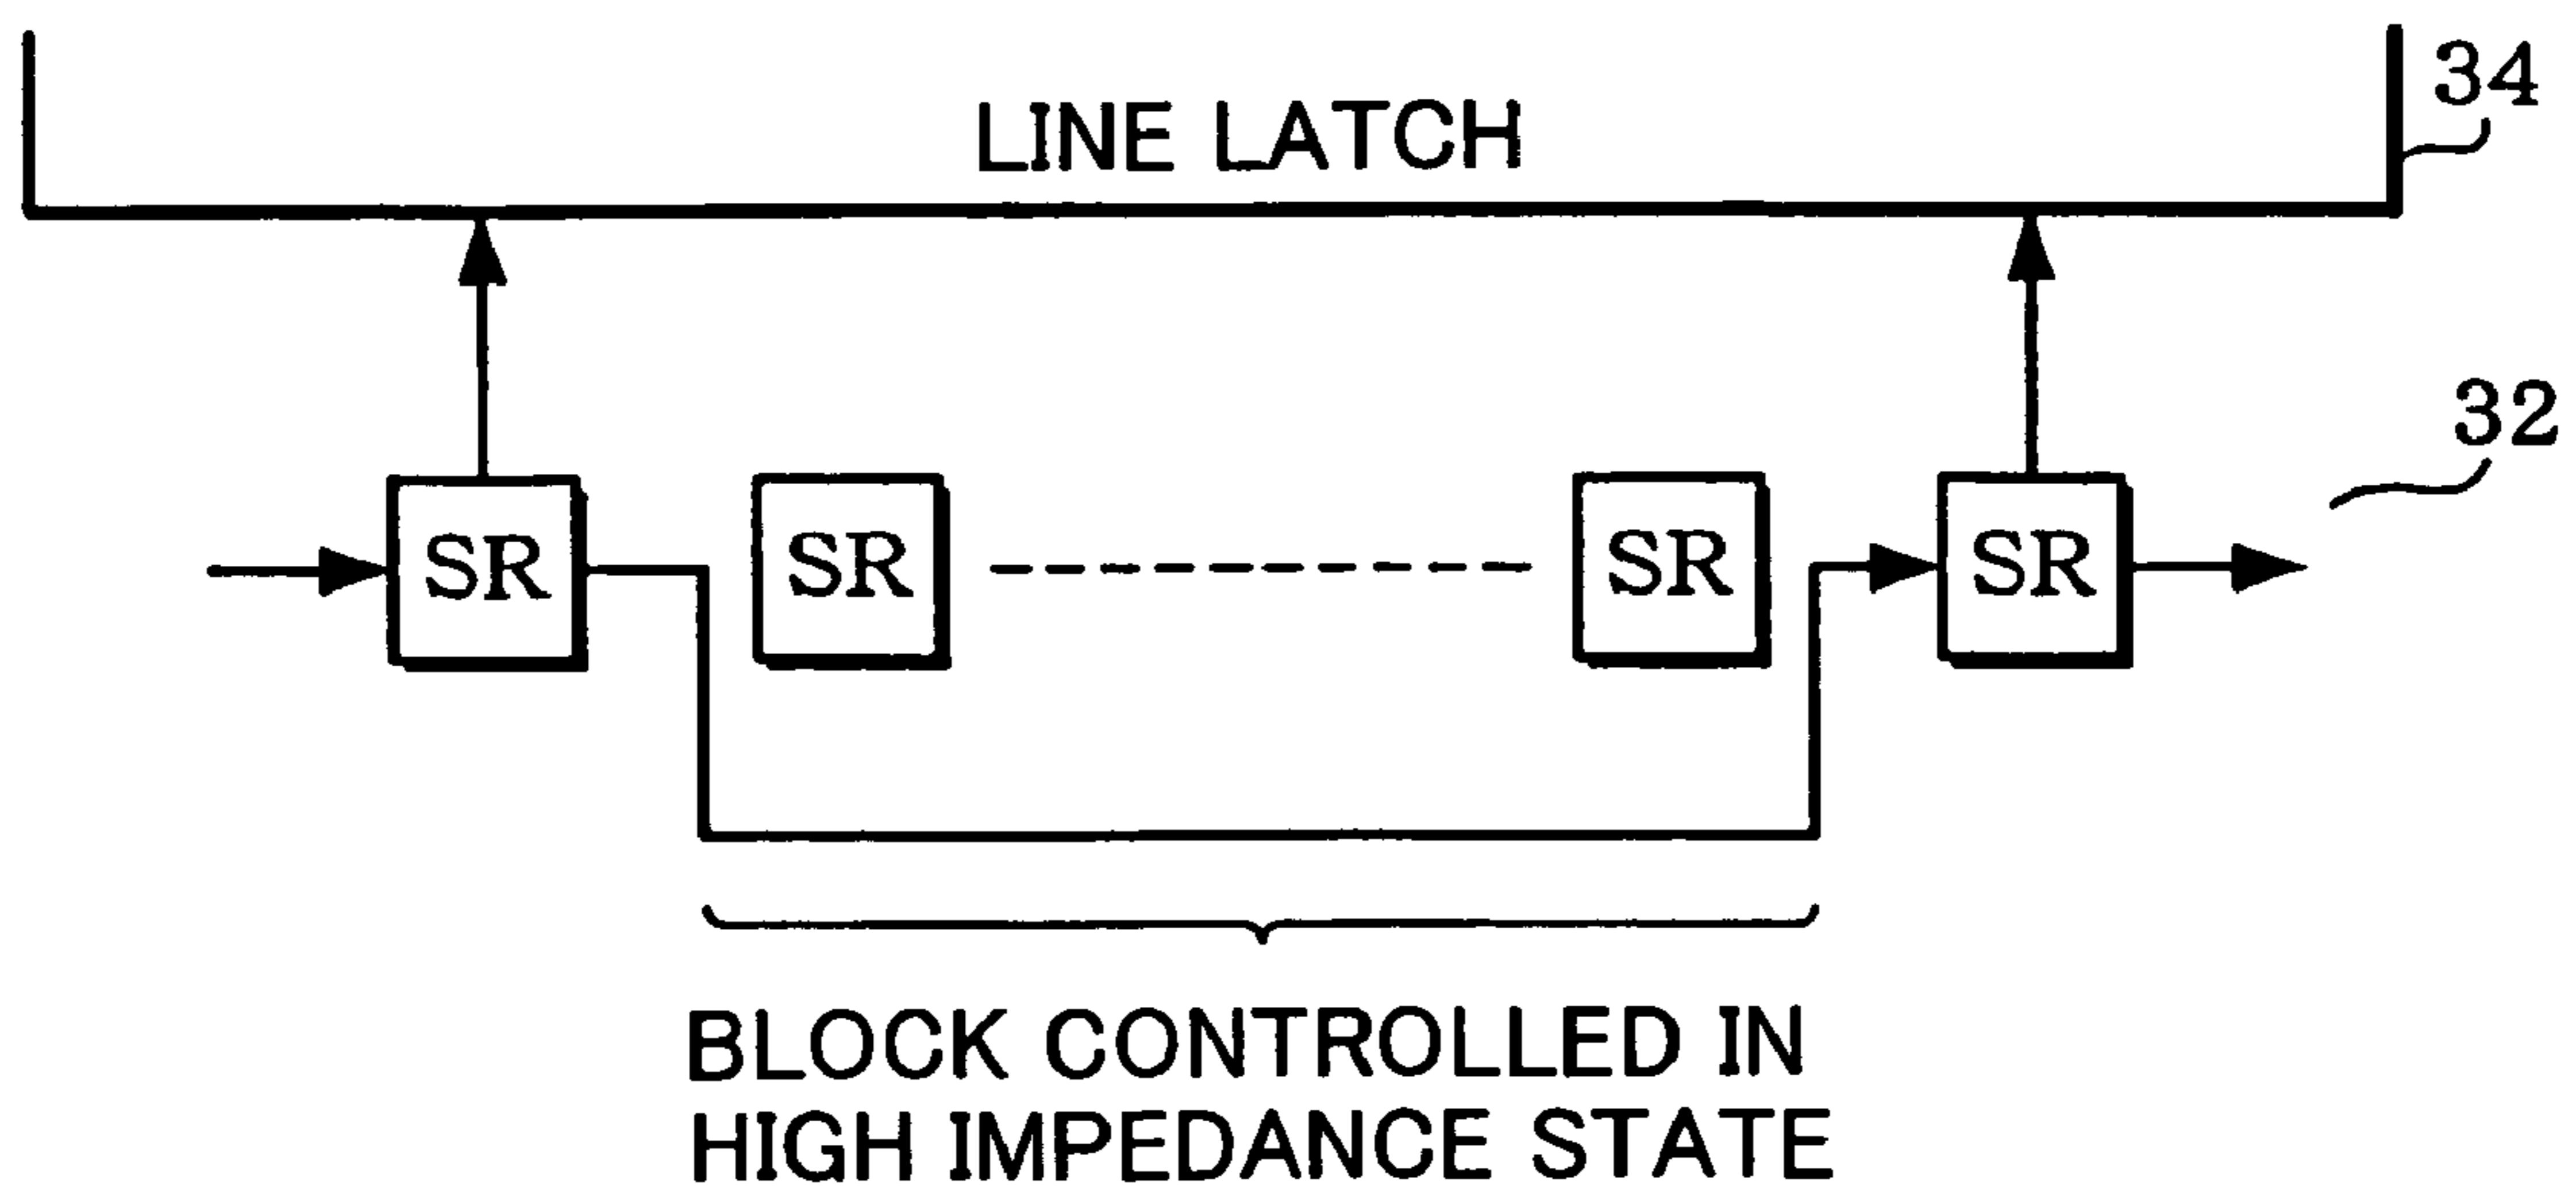 LINE LATCH
34
32
SR SR SR SR
BLOCK CONTROLLED IN
HIGH IMPEDANCE STATE